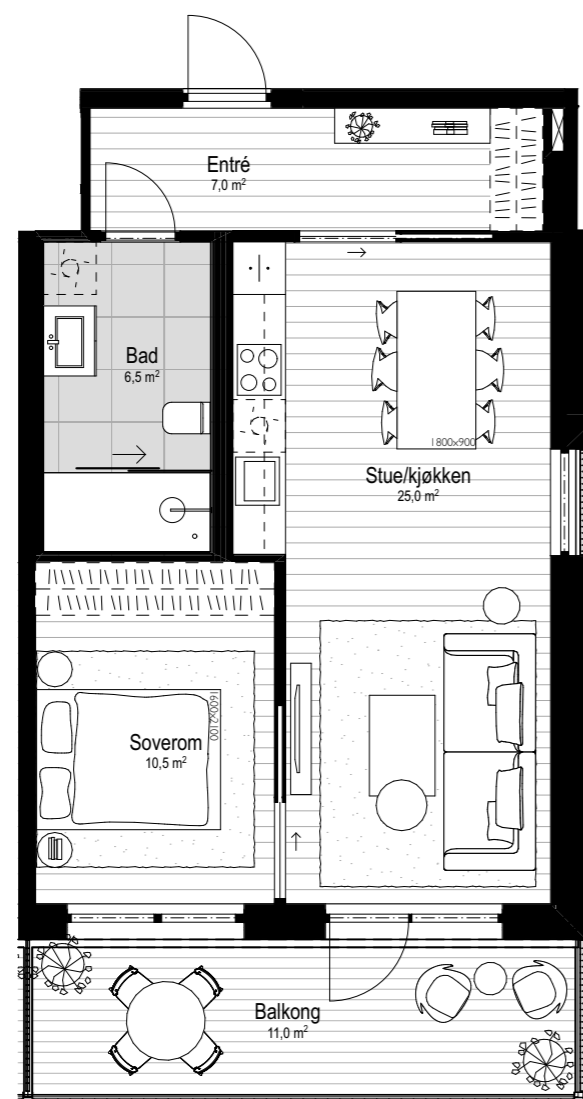 Entré
7,0 m²
Bad
6,5 m²
1800x900
Stue/kjøkken
25,0 m²
1600x2100
Soverom
10,5 m²
Balkong
11,0 m²